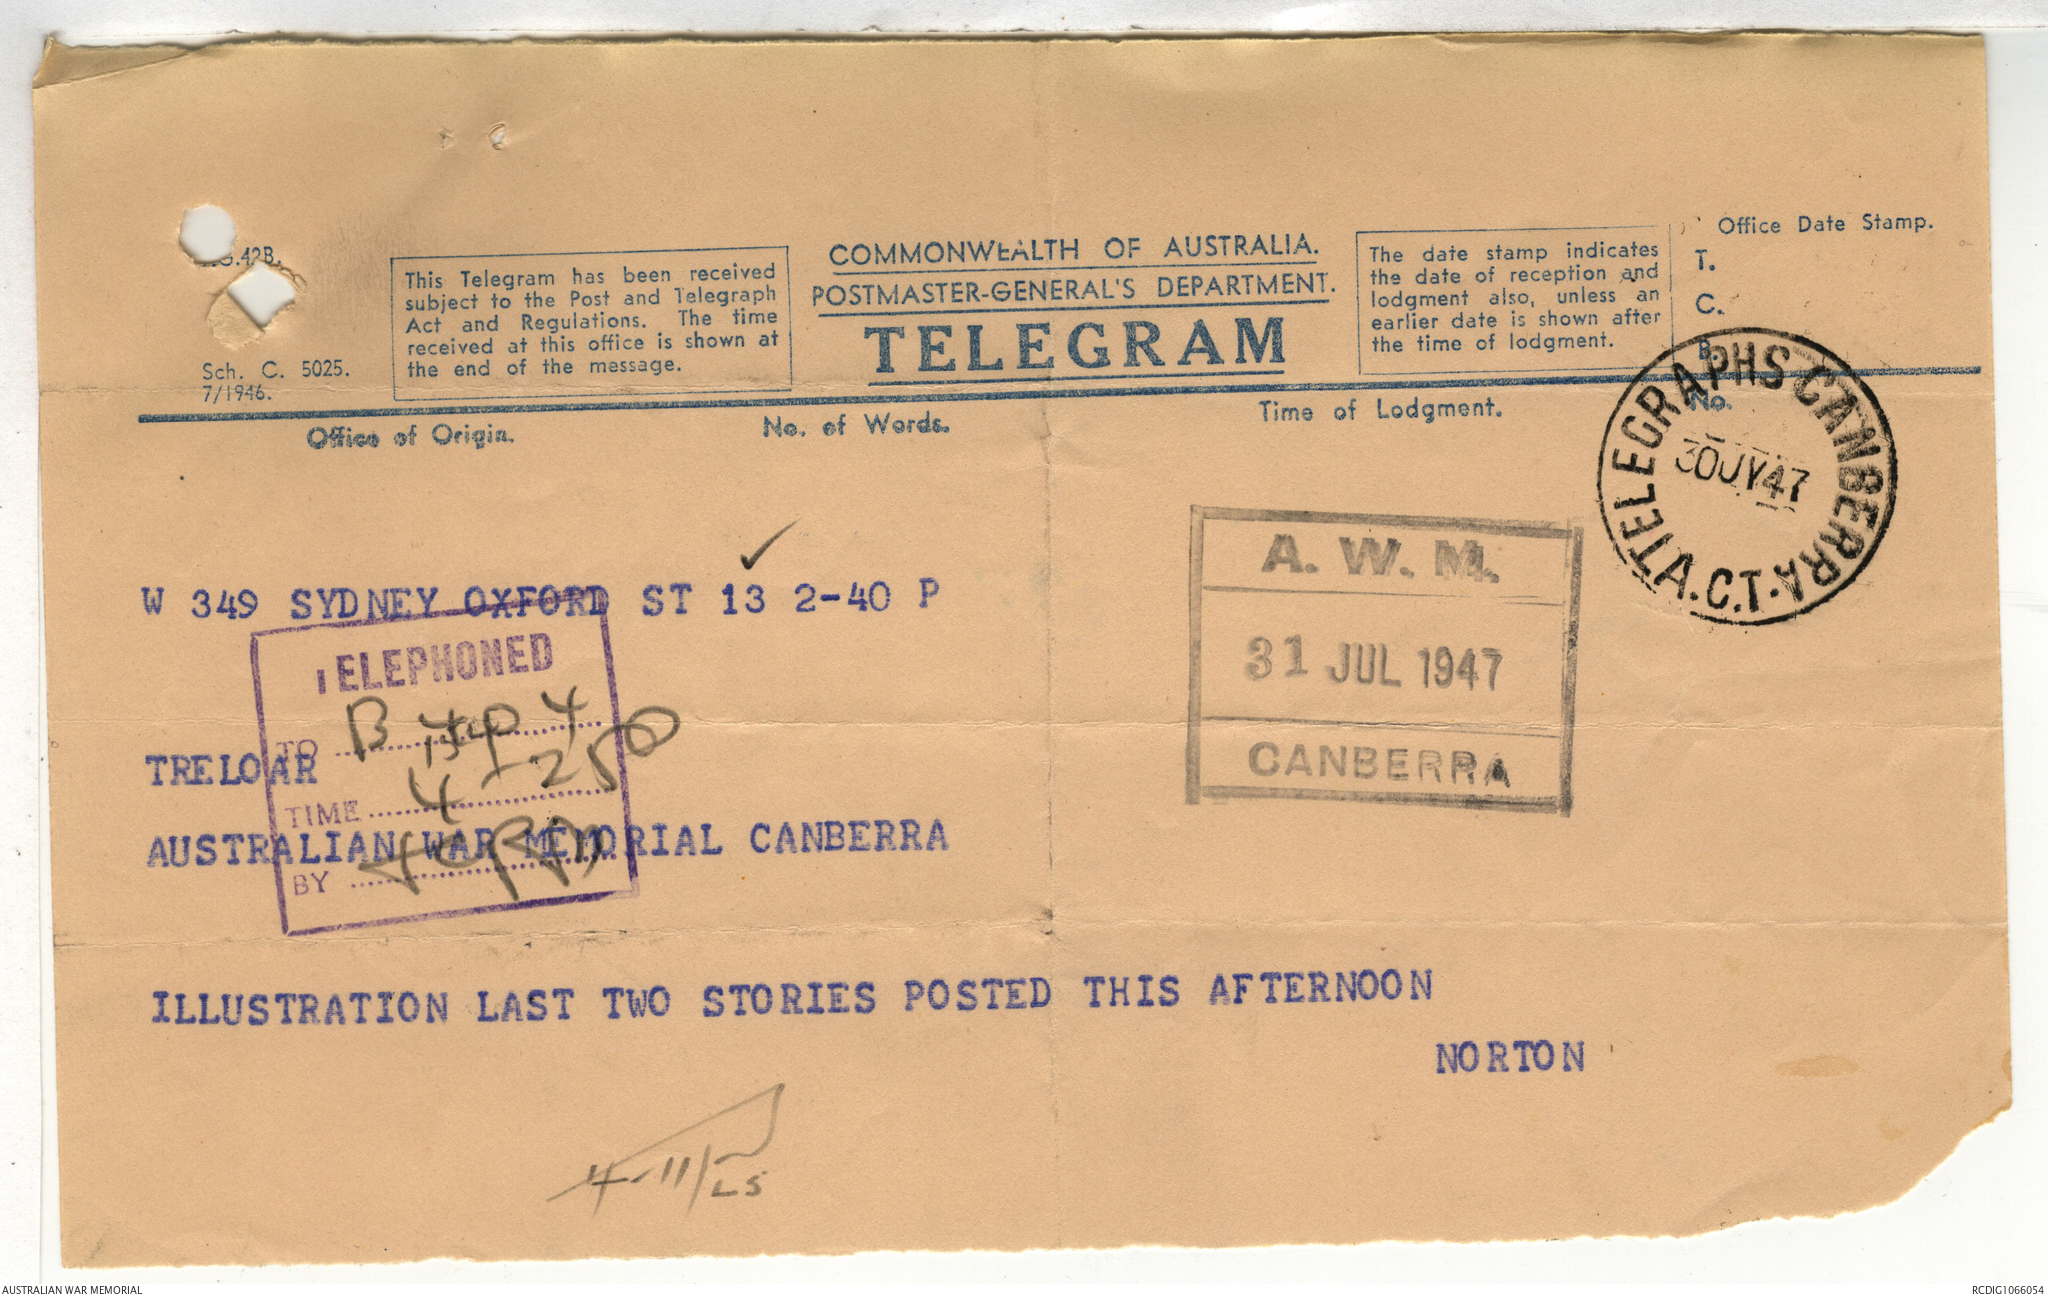 Office Date Stamp.
.G.42B.
This Telegram has been received
subject to the Post and Telegraph
Act and Regulations. The time
received at this office is shown at
the end of the message.
COMMONWEALTH OF AUSTRALIA.
POSTMASTER-GENERAL'S DEPARTMENT.
TELEGRAM
The date stamp indicates
the date of reception and
lodgment also, unless an
earlier date is shown after
the time of lodgment.
T.
C.
B.
Sch. C. 5025.
7/1946.
Office of Origin.
No. of Words.
Time of Lodgment.
No.
TELEGRAPHS CANBERRA
30JY47
A.C.T.
W 349 SYDNEY OXFORD ST 13 2-40 P
A. W. M.
31 JUL 1947
CANBERRA
TELEPHONED
TO B
TIME
BY
TRELOAR
AUSTRALIAN WAR MEMORIAL CANBERRA
ILLUSTRATION LAST TWO STORIES POSTED THIS AFTERNOON
NORTON
AUSTRALIAN WAR MEMORIAL
RCDIG1066054